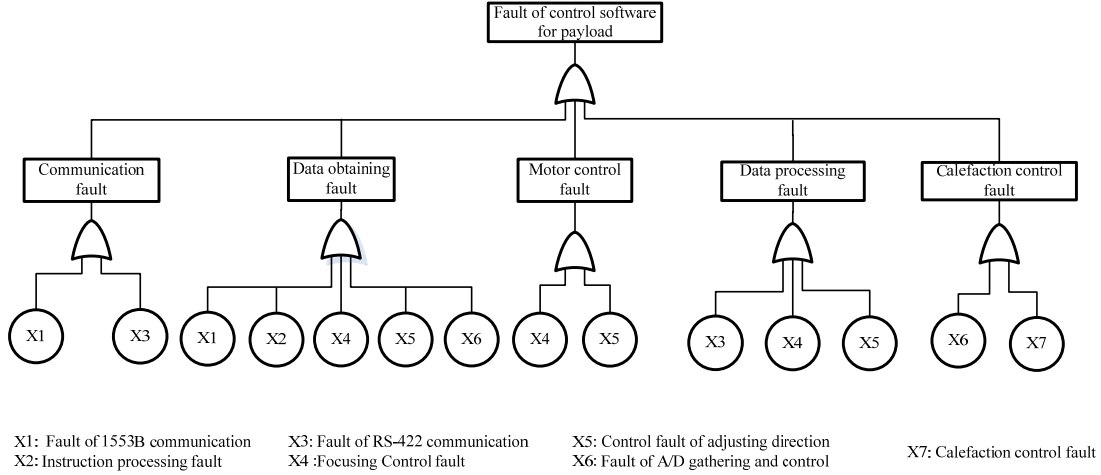 Fault of control software
for payload
Communication
fault
Data obtaining
fault
Motor control
fault
Data processing
fault
Calefaction control
fault
X1
X3
X1
X2
X4
X5
X6
X4
X5
X3
X4
X5
X6
X7
X1: Fault of 1553B communication
X2: Instruction processing fault
X3: Fault of RS-422 communication
X4 :Focusing Control fault
X5: Control fault of adjusting direction
X6: Fault of A/D gathering and control
X7: Calefaction control fault